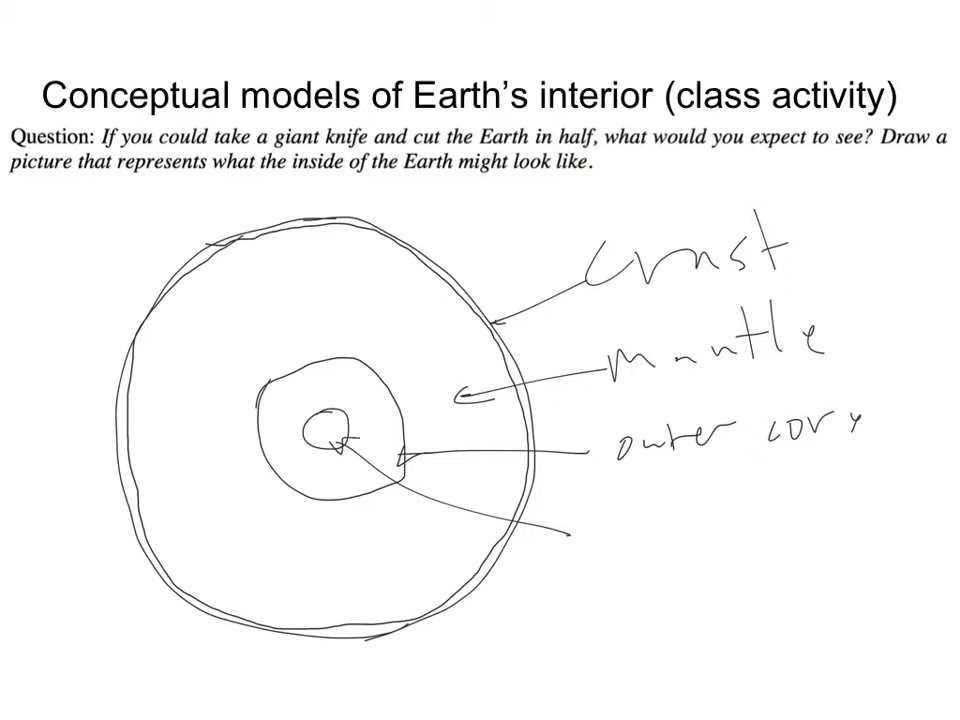 Conceptual models of Earth’s interior (class activity)
Question: If you could take a giant knife and cut the Earth in half, what would you expect to see? Draw a
picture that represents what the inside of the Earth might look like.
crust
mantle
outer core